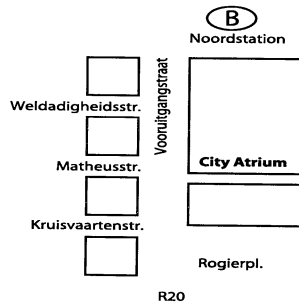 B
Noordstation
Vooruitgangstraat
Weldadigheidsstr.
City Atrium
Matheusstr.
Kruisvaartenstr.
Rogierpl.
R20